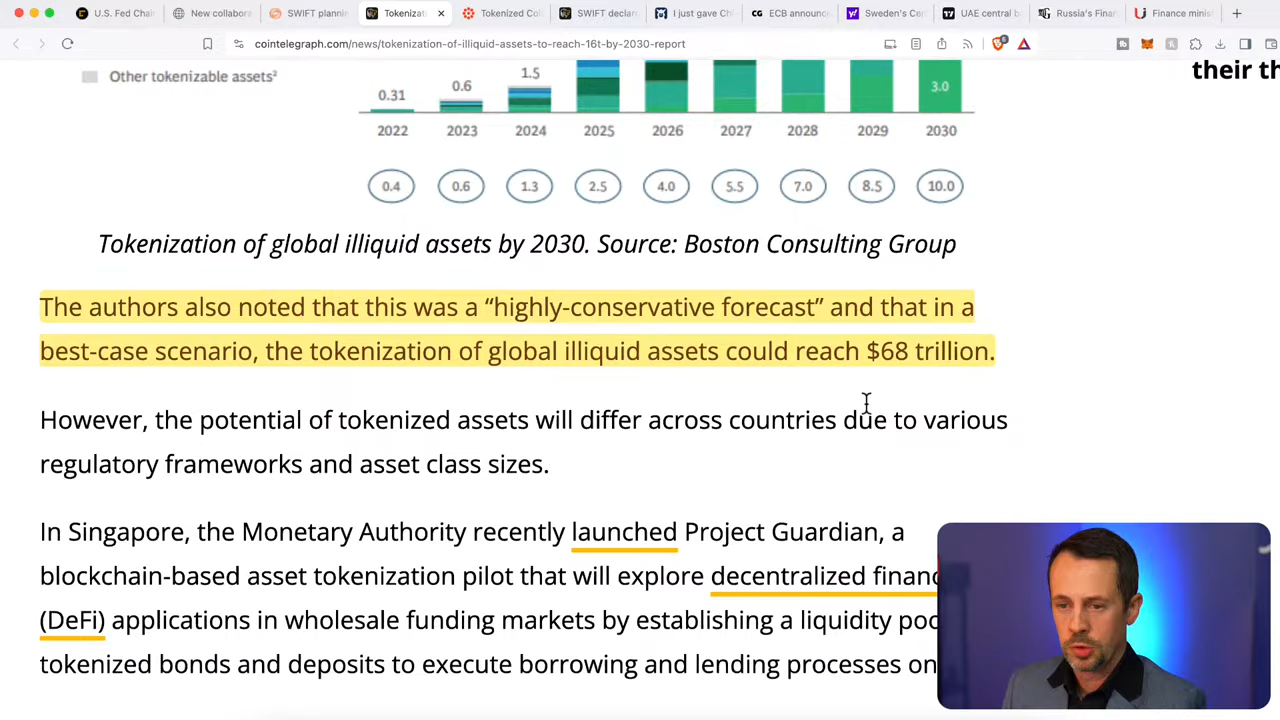 U.S. Fed Chai
New collabora
SWIFT plannin
Tokenizati
Tokenized Col
SWIFT declar
I just gave Ch
ECB announce
Sweden's Cen
UAE central b
Russia's Finan
Finance minis
cointelegraph.com/news/tokenization-of-illiquid-assets-to-reach-16t-by-2030-report
their th
Other tokenizable assets²
0.31 0.6 1.5 3.0
2022 2023 2024 2025 2026 2027 2028 2029 2030
0.4 0.6 1.3 2.5 4.0 5.5 7.0 8.5 10.0
Tokenization of global illiquid assets by 2030. Source: Boston Consulting Group
The authors also noted that this was a “highly-conservative forecast” and that in a
best-case scenario, the tokenization of global illiquid assets could reach $68 trillion.
However, the potential of tokenized assets will differ across countries due to various
regulatory frameworks and asset class sizes.
In Singapore, the Monetary Authority recently launched Project Guardian, a
blockchain-based asset tokenization pilot that will explore decentralized financ
(DeFi) applications in wholesale funding markets by establishing a liquidity poo
tokenized bonds and deposits to execute borrowing and lending processes on